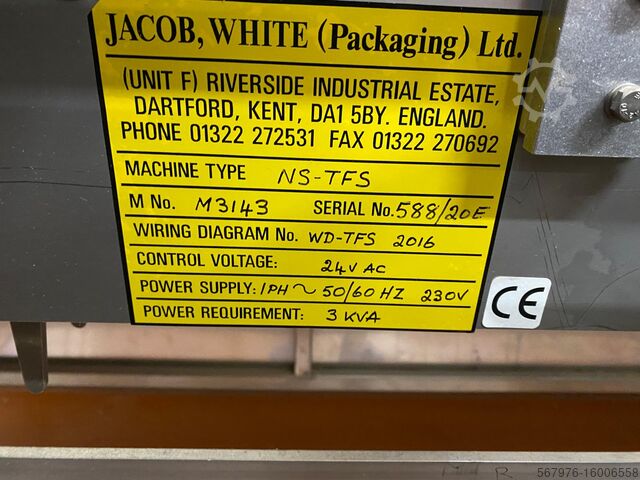 JACOB, WHITE (Packaging) Ltd.
(UNIT F) RIVERSIDE INDUSTRIAL ESTATE,
DARTFORD, KENT, DA1 5BY. ENGLAND.
PHONE 01322 272531 FAX 01322 270692
MACHINE TYPE NS-TFS
M No. M3143 SERIAL No. 588/20E
WIRING DIAGRAM No. WD-TFS 2016
CONTROL VOLTAGE: 24V AC
POWER SUPPLY: 1PH ~ 50/60 HZ 230V
POWER REQUIREMENT: 3 KVA
CE
567976-16006558